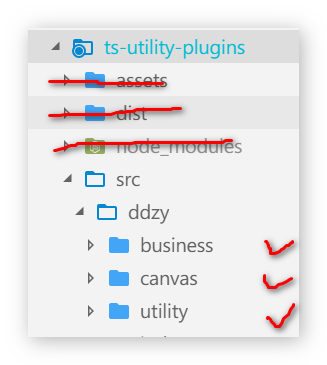 ts-utility-plugins
assets
dist
node_modules
src
ddzy
business
canvas
utility